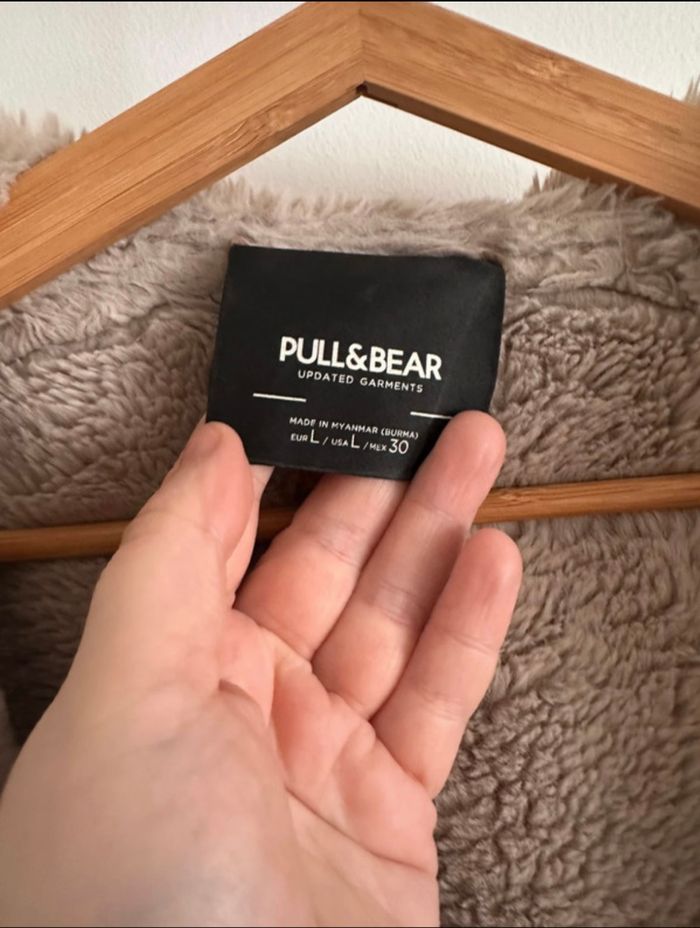 PULL&BEAR
UPDATED GARMENTS
MADE IN MYANMAR (BURMA)
EUR L / USA L / MEX 30